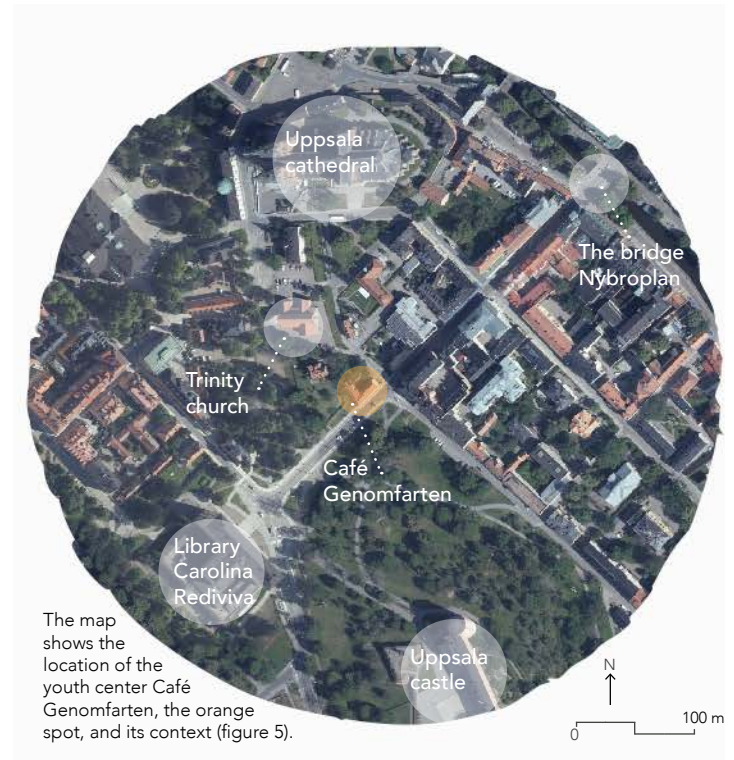 Uppsala
cathedral
The bridge
Nybroplan
Trinity
church
Café
Genomfarten
Library
Carolina
Rediviva
Uppsala
castle
The map
shows the
location of the
youth center Café
Genomfarten, the orange
spot, and its context (figure 5).
N
0
100 m